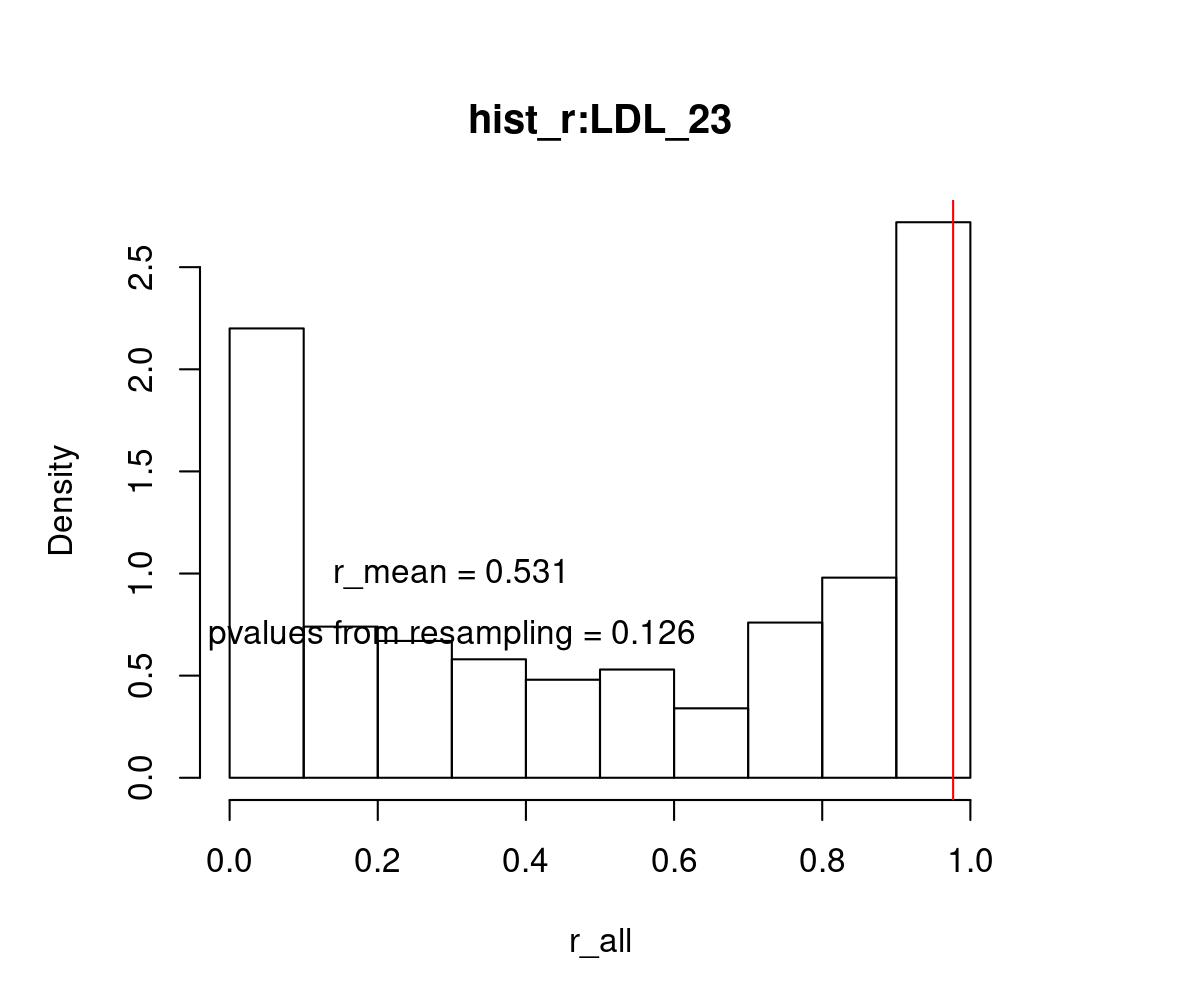 hist_r:LDL_23
Density
2.5
2.0
1.5
1.0
0.5
0.0
r_mean = 0.531
pvalues from resampling = 0.126
0.0 0.2 0.4 0.6 0.8 1.0
r_all